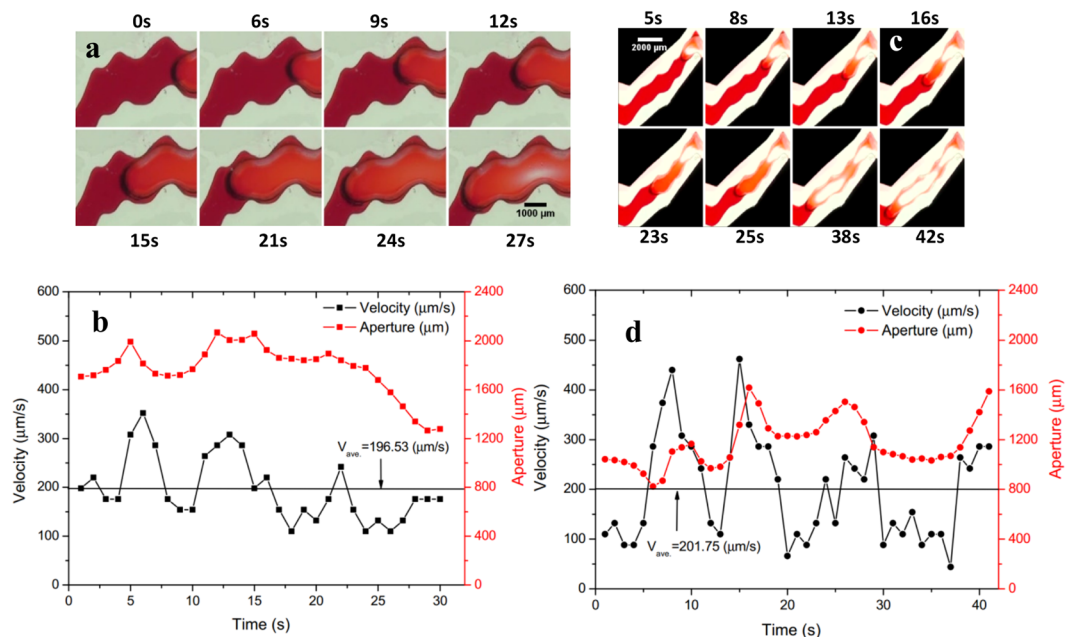 0s 6s 9s 12s
a
15s 21s 24s 27s
1000 µm
5s 8s 13s 16s
2000 µm
c
23s 25s 38s 42s
b
Velocity (µm/s)
Aperture (µm)
V ave. =196.53 (µm/s)
600
500
400
300
200
100
0
Velocity (µm/s)
2400
2000
1600
1200
800
400
0
Aperture (µm)
0 5 10 15 20 25 30
Time (s)
d
Velocity (µm/s)
Aperture (µm)
V ave. =201.75 (µm/s)
600
500
400
300
200
100
0
Velocity (µm/s)
2400
2000
1600
1200
800
400
0
Aperture (µm)
0 10 20 30 40
Time (s)